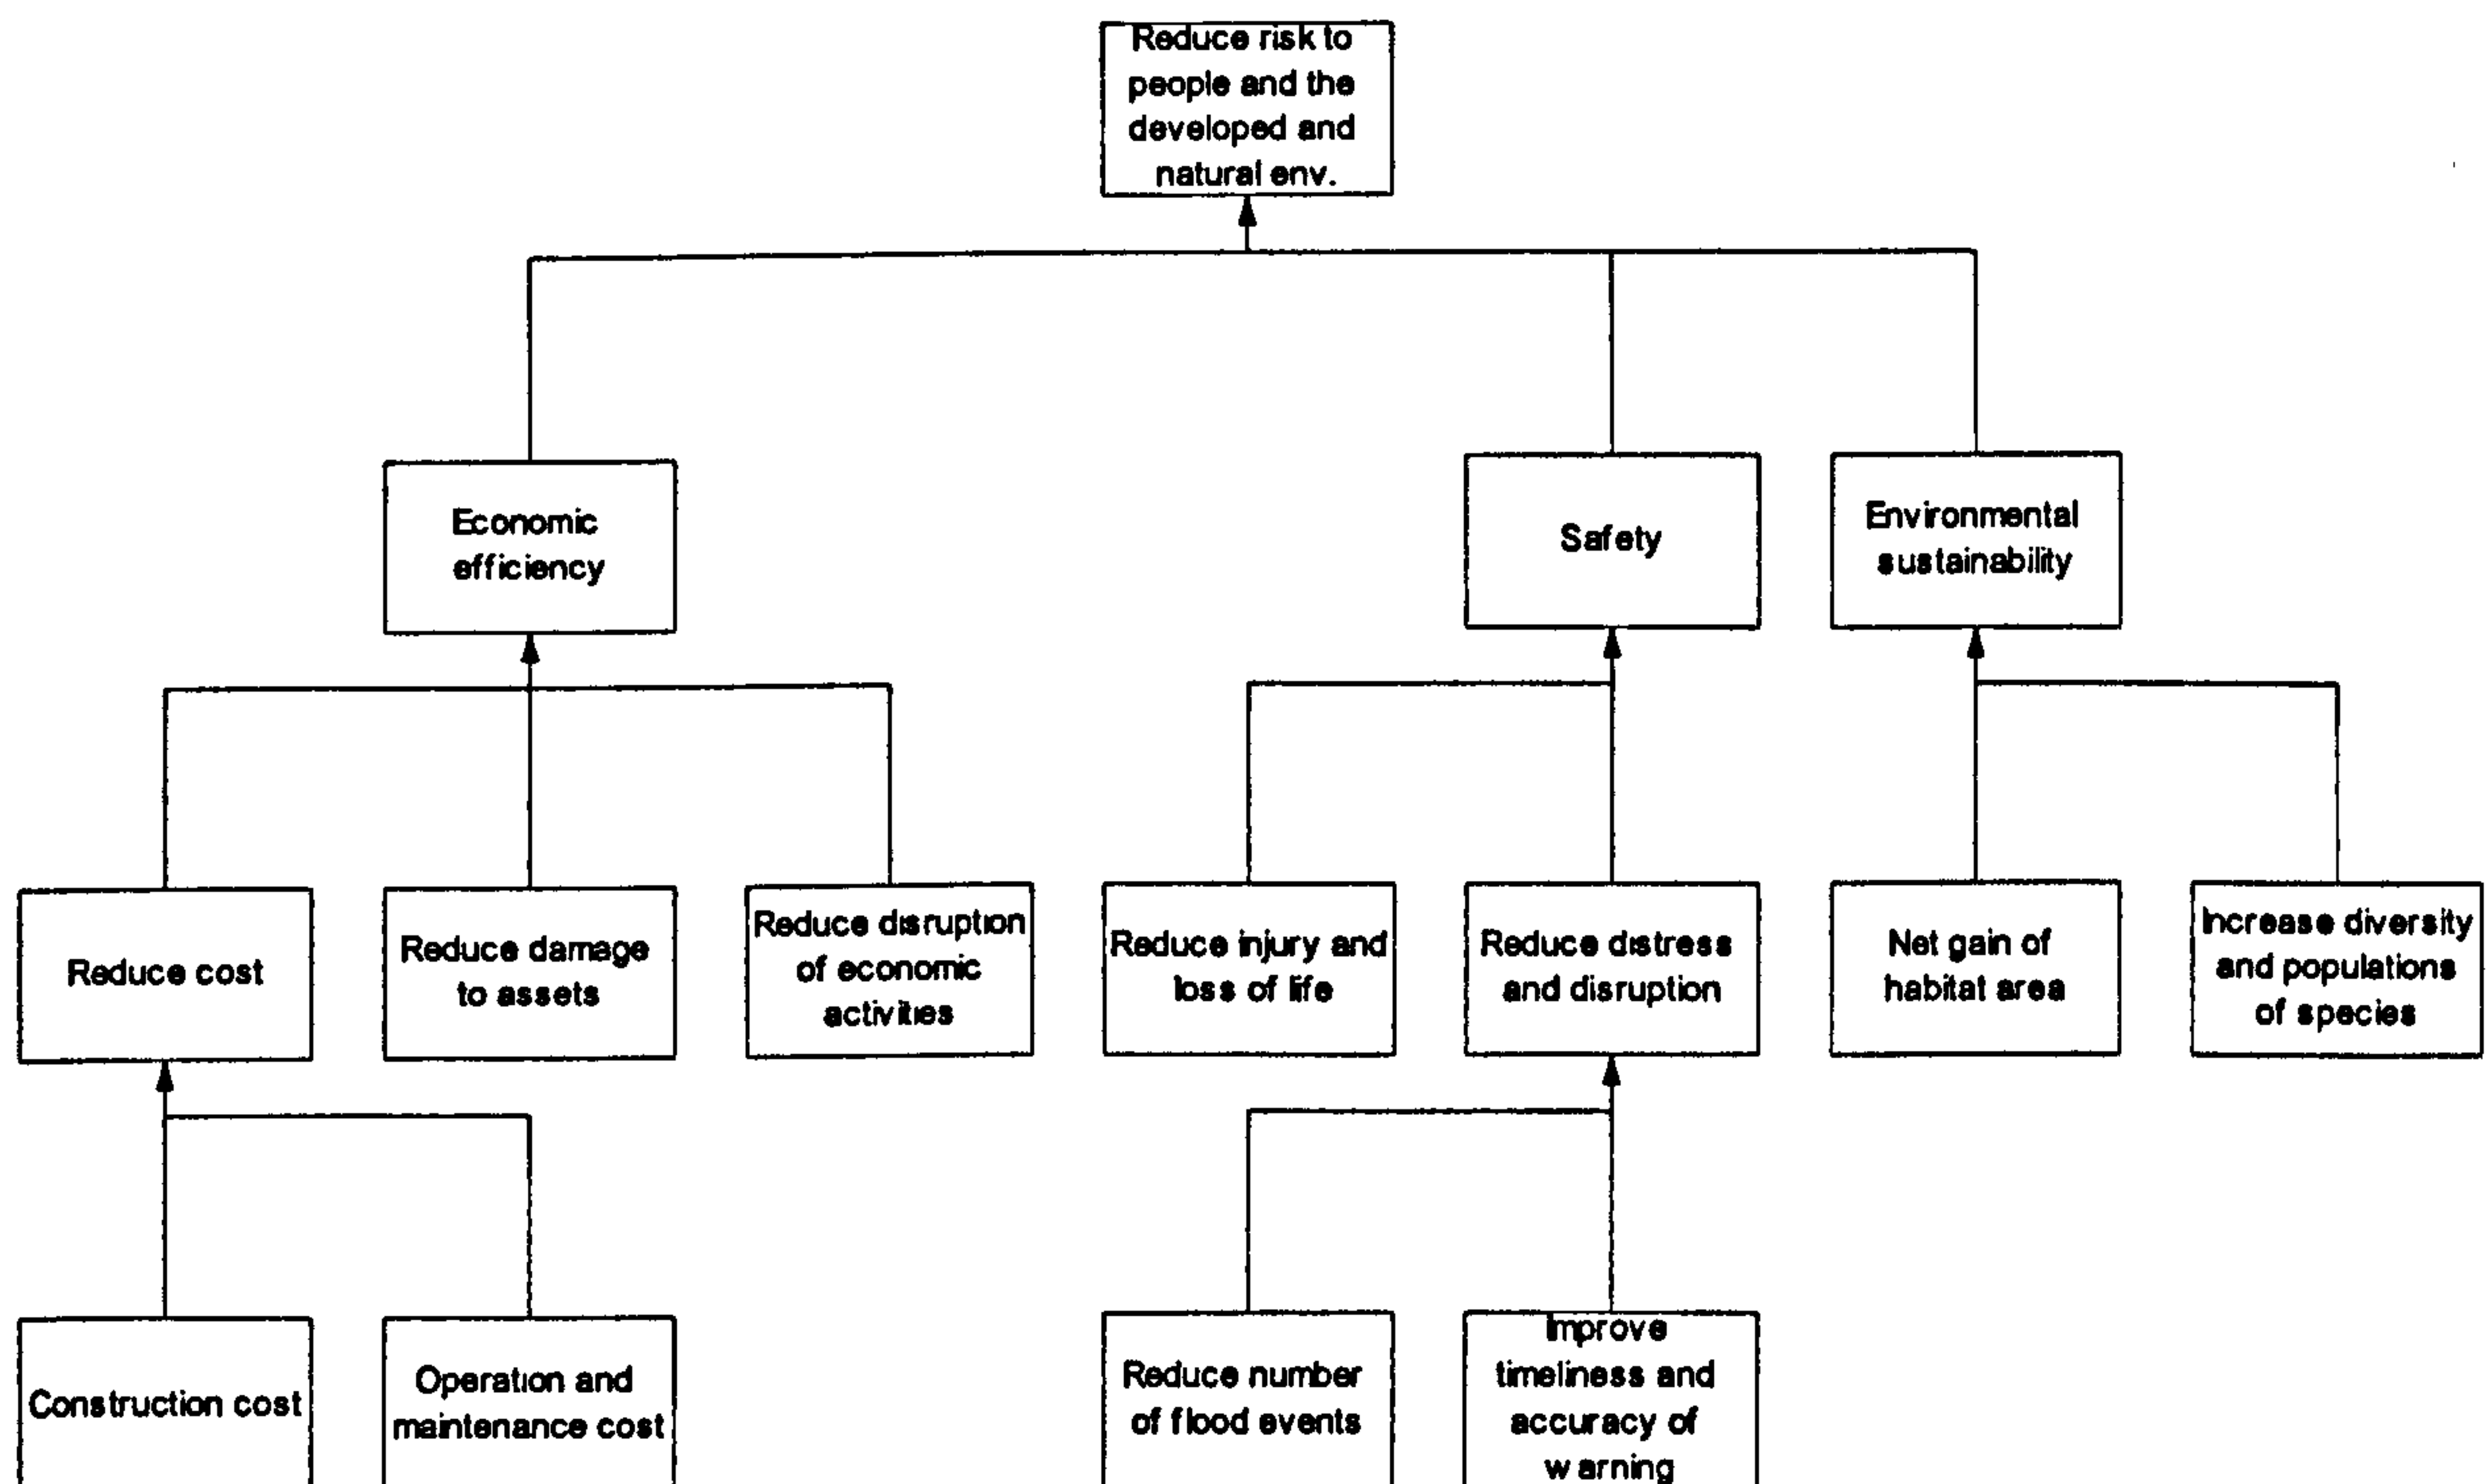 Reduce risk to
people and the
developed and
natural env.
Economic
efficiency
Safety
Environmental
sustainability
Reduce cost
Reduce damage
to assets
Reduce disruption
of economic
activities
Reduce injury and
loss of life
Reduce distress
and disruption
Net gain of
habitat area
Increase diversity
and populations
of species
Construction cost
Operation and
maintenance cost
Reduce number
of flood events
Improve
timeliness and
accuracy of
warning